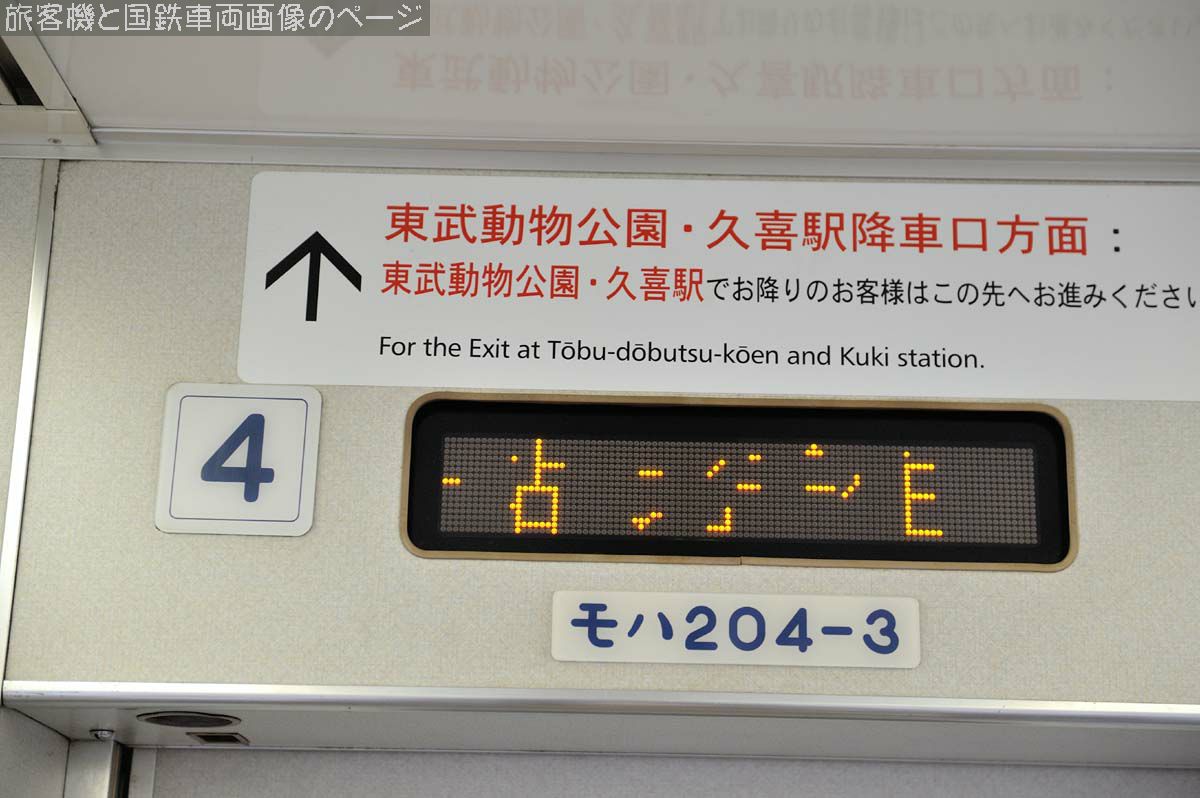 旅客機と国鉄車両画像のページ
東武動物公園・久喜駅降車口方面：
東武動物公園・久喜駅でお降りのお客様はこの先へお進みくださ
For the Exit at Tōbu-dōbutsu-kōen and Kuki station.
4
モハ204-3